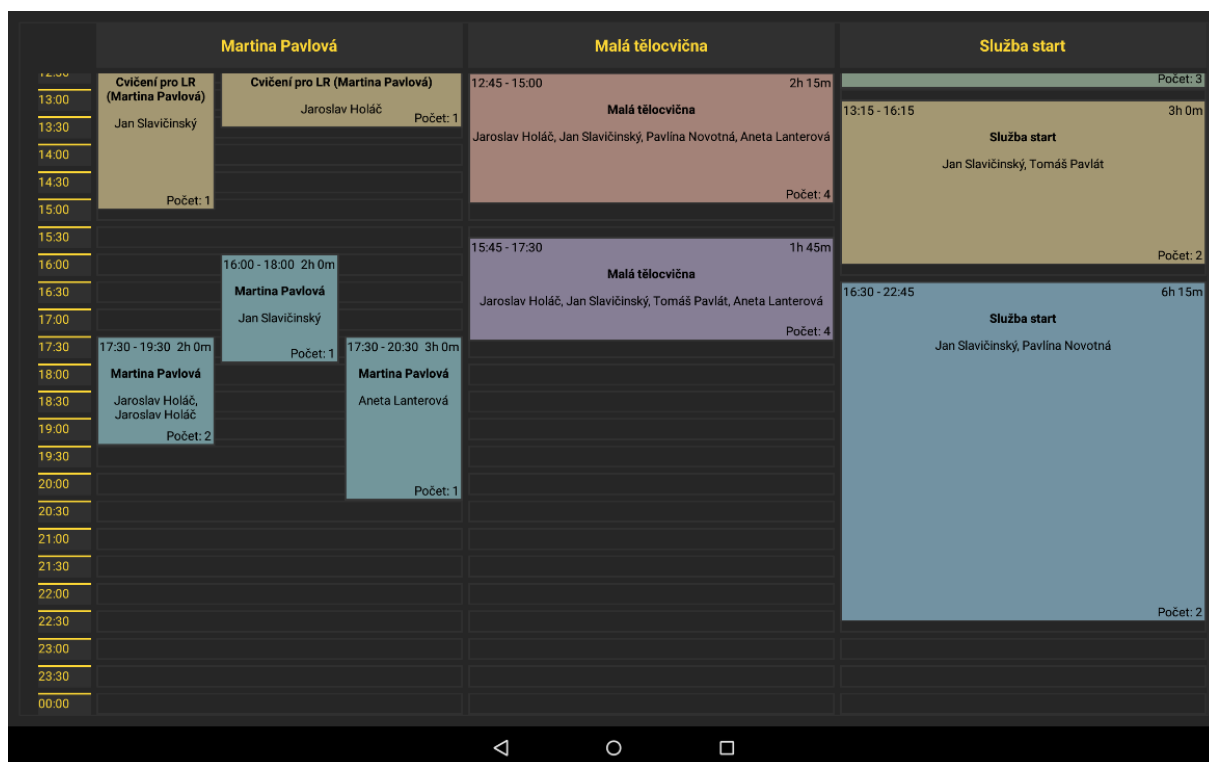 Martina Pavlová
Malá tělocvična
Služba start
12:30
13:00
13:30
14:00
14:30
15:00
15:30
16:00
16:30
17:00
17:30
18:00
18:30
19:00
19:30
20:00
20:30
21:00
21:30
22:00
22:30
23:00
23:30
00:00
Cvičení pro LR
(Martina Pavlová)
Jan Slavičinský
Počet: 1
Cvičení pro LR (Martina Pavlová)
Jaroslav Holáč
Počet: 1
16:00 - 18:00 2h 0m
Martina Pavlová
Jan Slavičinský
Počet: 1
17:30 - 19:30 2h 0m
Martina Pavlová
Jaroslav Holáč,
Jaroslav Holáč
Počet: 2
17:30 - 20:30 3h 0m
Martina Pavlová
Aneta Lanterová
Počet: 1
12:45 - 15:00 2h 15m
Malá tělocvična
Jaroslav Holáč, Jan Slavičinský, Pavlína Novotná, Aneta Lanterová
Počet: 4
15:45 - 17:30 1h 45m
Malá tělocvična
Jaroslav Holáč, Jan Slavičinský, Tomáš Pavlát, Aneta Lanterová
Počet: 4
Počet: 3
13:15 - 16:15 3h 0m
Služba start
Jan Slavičinský, Tomáš Pavlát
Počet: 2
16:30 - 22:45 6h 15m
Služba start
Jan Slavičinský, Pavlína Novotná
Počet: 2